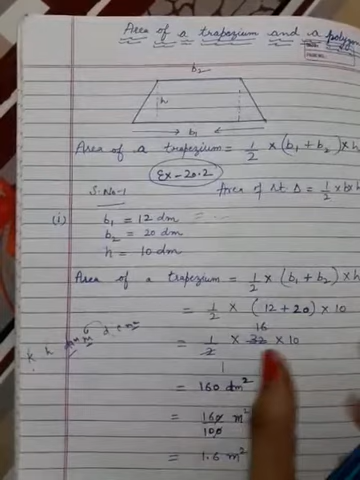 Area of a trapezium and a polygon
b₂
h
b₁
Area of a trapezium = 1/2 × (b₁ + b₂) × h
Ex - 20.2
S.No-1 Area of rt Δ = 1/2 × b × h
(i) b₁ = 12 dm
b₂ = 20 dm
h = 10 dm
Area of a trapezium = 1/2 × (b₁ + b₂) × h
= 1/2 × (12 + 20) × 10
16
= 1/2 × 32 × 10
1
= 160 dm²
= 160/100 m²
= 1.6 m²